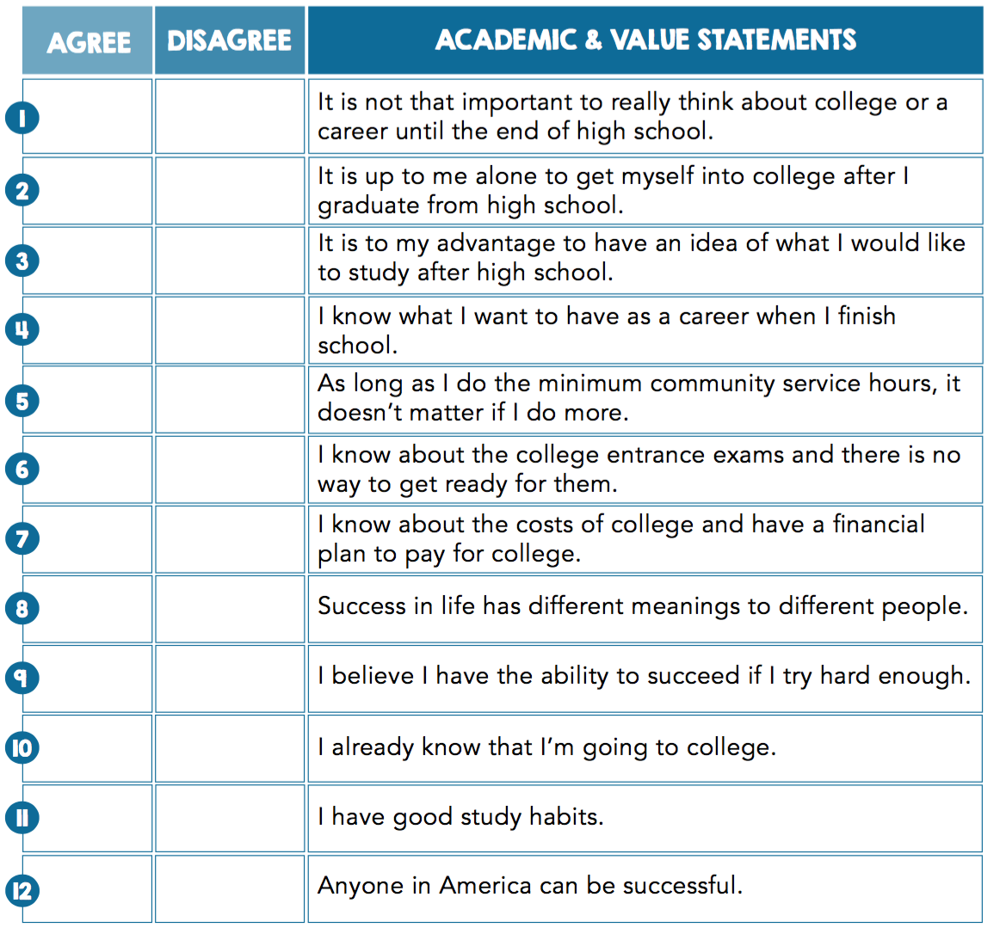 AGREE DISAGREE ACADEMIC & VALUE STATEMENTS
1 It is not that important to really think about college or a
career until the end of high school.
2 It is up to me alone to get myself into college after I
graduate from high school.
3 It is to my advantage to have an idea of what I would like
to study after high school.
4 I know what I want to have as a career when I finish
school.
5 As long as I do the minimum community service hours, it
doesn’t matter if I do more.
6 I know about the college entrance exams and there is no
way to get ready for them.
7 I know about the costs of college and have a financial
plan to pay for college.
8 Success in life has different meanings to different people.
9 I believe I have the ability to succeed if I try hard enough.
10 I already know that I’m going to college.
11 I have good study habits.
12 Anyone in America can be successful.